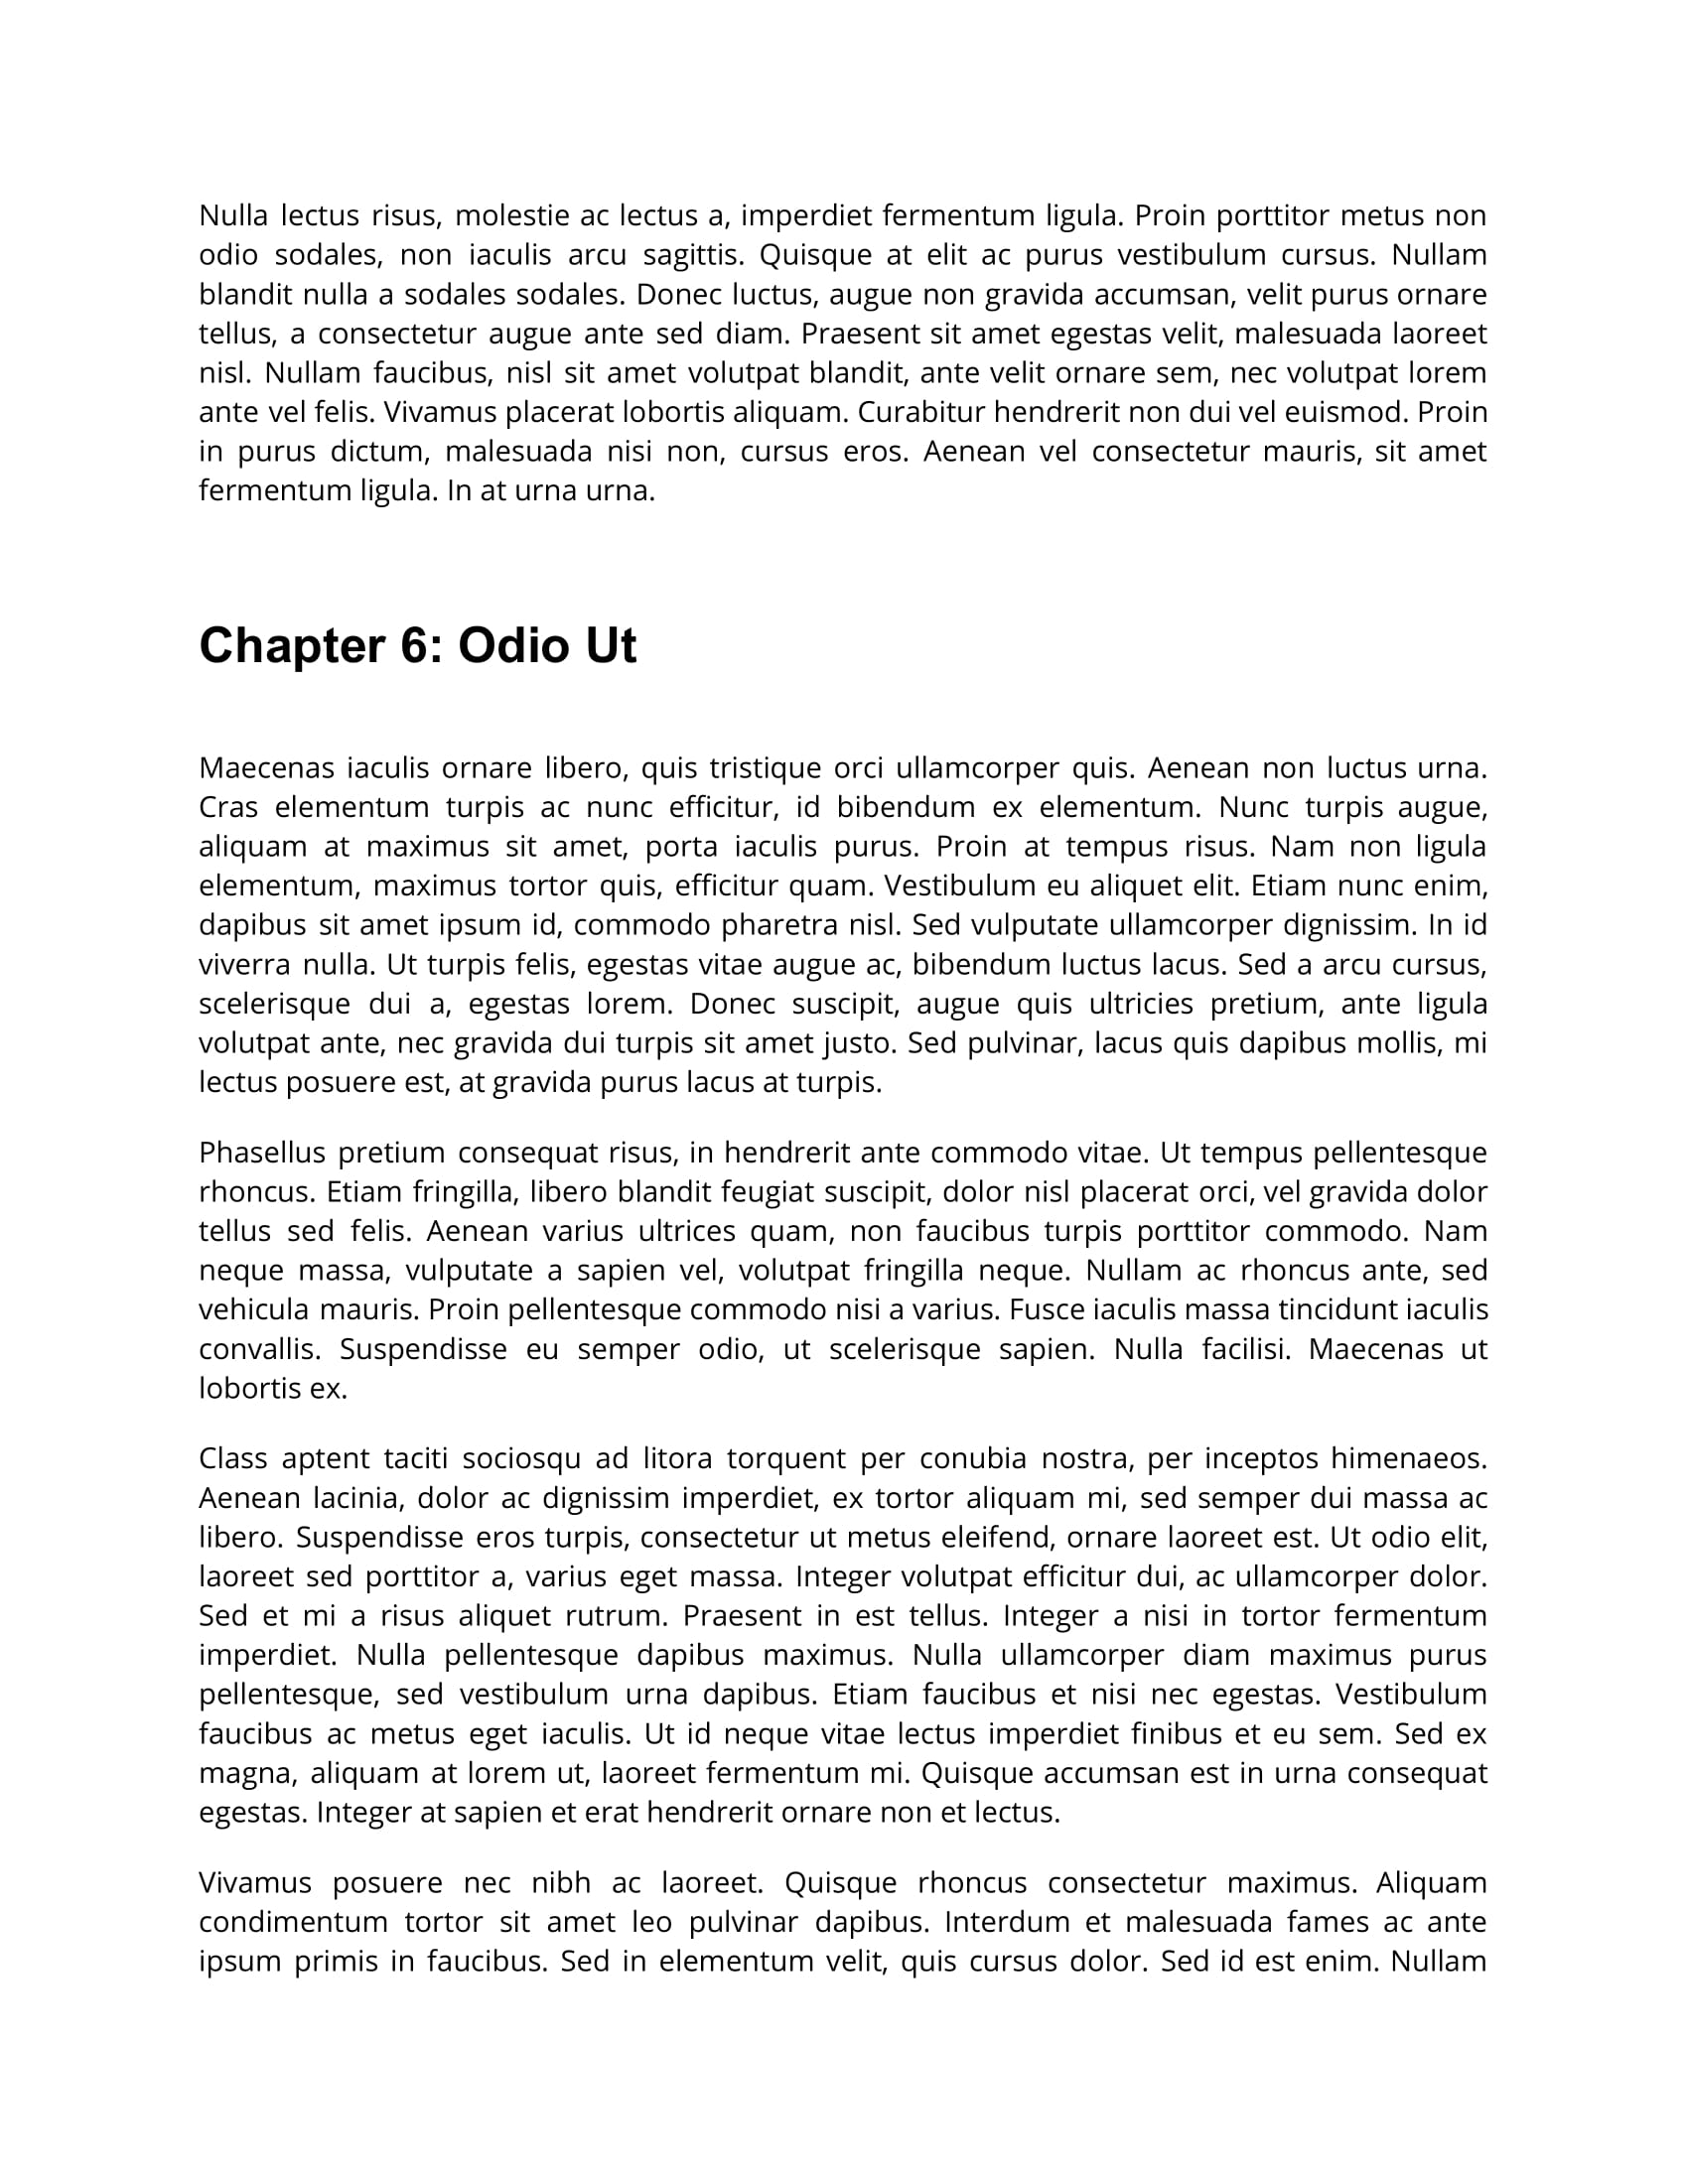 Nulla lectus risus, molestie ac lectus a, imperdiet fermentum ligula. Proin porttitor metus non
odio sodales, non iaculis arcu sagittis. Quisque at elit ac purus vestibulum cursus. Nullam
blandit nulla a sodales sodales. Donec luctus, augue non gravida accumsan, velit purus ornare
tellus, a consectetur augue ante sed diam. Praesent sit amet egestas velit, malesuada laoreet
nisl. Nullam faucibus, nisl sit amet volutpat blandit, ante velit ornare sem, nec volutpat lorem
ante vel felis. Vivamus placerat lobortis aliquam. Curabitur hendrerit non dui vel euismod. Proin
in purus dictum, malesuada nisi non, cursus eros. Aenean vel consectetur mauris, sit amet
fermentum ligula. In at urna urna.
Chapter 6: Odio Ut
Maecenas iaculis ornare libero, quis tristique orci ullamcorper quis. Aenean non luctus urna.
Cras elementum turpis ac nunc efficitur, id bibendum ex elementum. Nunc turpis augue,
aliquam at maximus sit amet, porta iaculis purus. Proin at tempus risus. Nam non ligula
elementum, maximus tortor quis, efficitur quam. Vestibulum eu aliquet elit. Etiam nunc enim,
dapibus sit amet ipsum id, commodo pharetra nisl. Sed vulputate ullamcorper dignissim. In id
viverra nulla. Ut turpis felis, egestas vitae augue ac, bibendum luctus lacus. Sed a arcu cursus,
scelerisque dui a, egestas lorem. Donec suscipit, augue quis ultricies pretium, ante ligula
volutpat ante, nec gravida dui turpis sit amet justo. Sed pulvinar, lacus quis dapibus mollis, mi
lectus posuere est, at gravida purus lacus at turpis.
Phasellus pretium consequat risus, in hendrerit ante commodo vitae. Ut tempus pellentesque
rhoncus. Etiam fringilla, libero blandit feugiat suscipit, dolor nisl placerat orci, vel gravida dolor
tellus sed felis. Aenean varius ultrices quam, non faucibus turpis porttitor commodo. Nam
neque massa, vulputate a sapien vel, volutpat fringilla neque. Nullam ac rhoncus ante, sed
vehicula mauris. Proin pellentesque commodo nisi a varius. Fusce iaculis massa tincidunt iaculis
convallis. Suspendisse eu semper odio, ut scelerisque sapien. Nulla facilisi. Maecenas ut
lobortis ex.
Class aptent taciti sociosqu ad litora torquent per conubia nostra, per inceptos himenaeos.
Aenean lacinia, dolor ac dignissim imperdiet, ex tortor aliquam mi, sed semper dui massa ac
libero. Suspendisse eros turpis, consectetur ut metus eleifend, ornare laoreet est. Ut odio elit,
laoreet sed porttitor a, varius eget massa. Integer volutpat efficitur dui, ac ullamcorper dolor.
Sed et mi a risus aliquet rutrum. Praesent in est tellus. Integer a nisi in tortor fermentum
imperdiet. Nulla pellentesque dapibus maximus. Nulla ullamcorper diam maximus purus
pellentesque, sed vestibulum urna dapibus. Etiam faucibus et nisi nec egestas. Vestibulum
faucibus ac metus eget iaculis. Ut id neque vitae lectus imperdiet finibus et eu sem. Sed ex
magna, aliquam at lorem ut, laoreet fermentum mi. Quisque accumsan est in urna consequat
egestas. Integer at sapien et erat hendrerit ornare non et lectus.
Vivamus posuere nec nibh ac laoreet. Quisque rhoncus consectetur maximus. Aliquam
condimentum tortor sit amet leo pulvinar dapibus. Interdum et malesuada fames ac ante
ipsum primis in faucibus. Sed in elementum velit, quis cursus dolor. Sed id est enim. Nullam